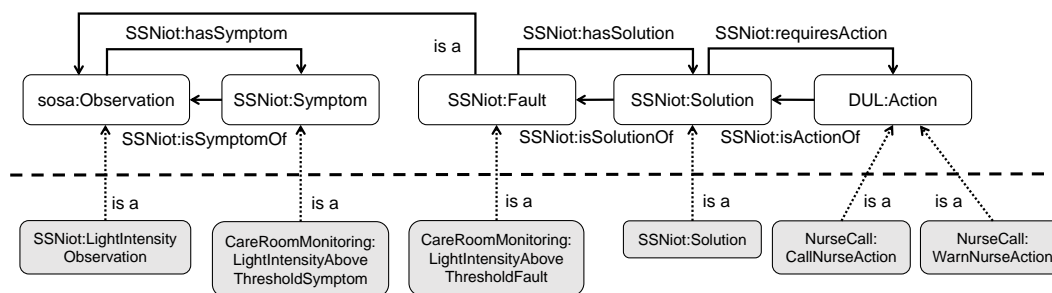 is a
SSNiot:hasSymptom
SSNiot:hasSolution
SSNiot:requiresAction
sosa:Observation
SSNiot:Symptom
SSNiot:Fault
SSNiot:Solution
DUL:Action
SSNiot:isSymptomOf
SSNiot:isSolutionOf
SSNiot:isActionOf
is a
is a
is a
is a
is a
is a
SSNiot:LightIntensity
Observation
CareRoomMonitoring:
LightIntensityAbove
ThresholdSymptom
CareRoomMonitoring:
LightIntensityAbove
ThresholdFault
SSNiot:Solution
NurseCall:
CallNurseAction
NurseCall:
WarnNurseAction